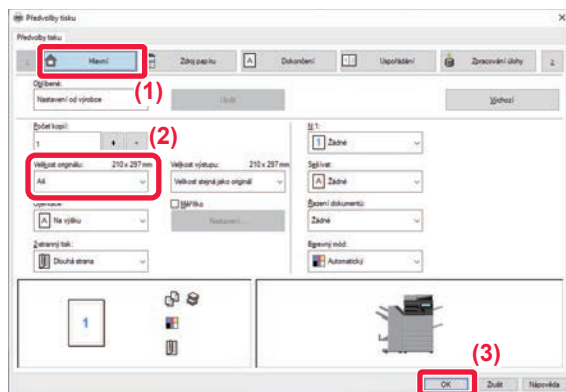 Předvolby tisku
Předvolby tisku
Hlavní
Zdroj papíru
Dokončení
Uspořádání
Zpracování úlohy
Oblíbené:
Nastavení od výrobce
(1)
Uložit
Výchozí
Počet kopií:
1
(2)
N:1:
1 Žádné
Velikost originálu: 210 x 297 mm
A4
Velikost výstupu: 210 x 297 mm
Velikost stejná jako originál
Sešívat:
A Žádné
Orientace:
A Na výšku
Měřítko
Nastavení...
Řazení dokumentů:
Žádné
2stranný tisk:
Dlouhá strana
Barevný mód:
Automatický
1
(3)
OK
Zrušit
Nápověda